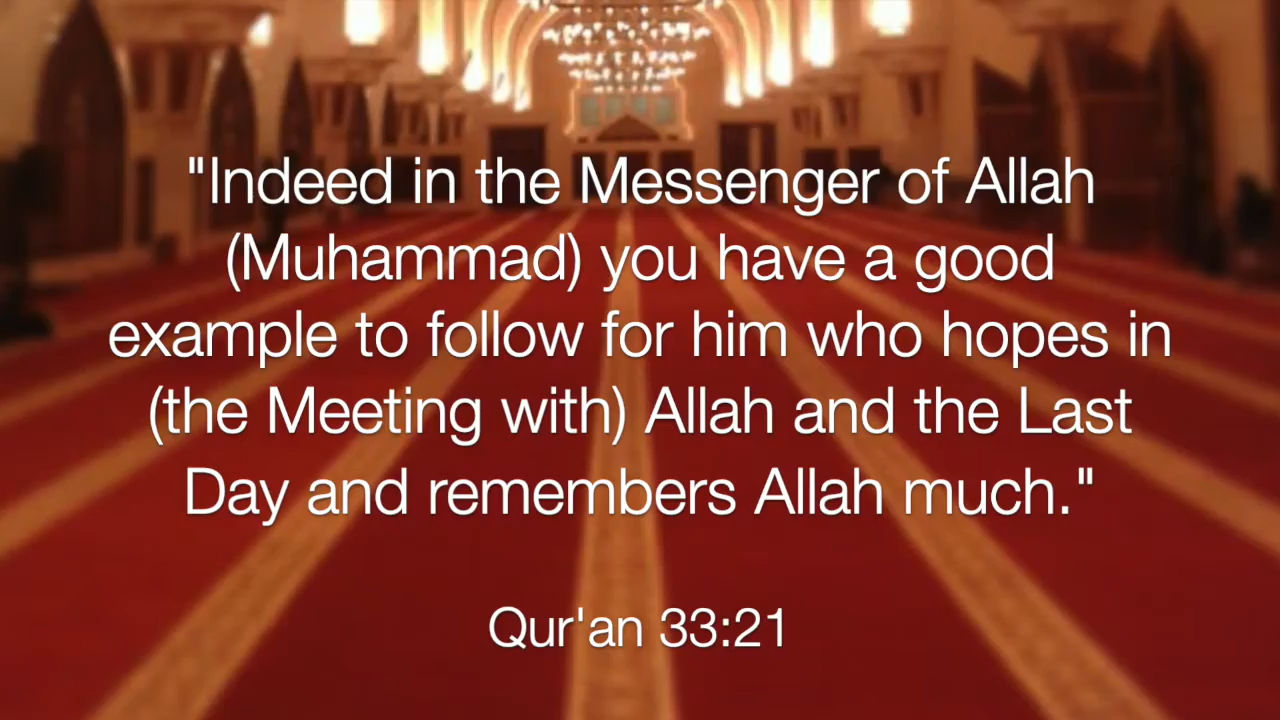 "Indeed in the Messenger of Allah
(Muhammad) you have a good
example to follow for him who hopes in
(the Meeting with) Allah and the Last
Day and remembers Allah much."
Qur'an 33:21